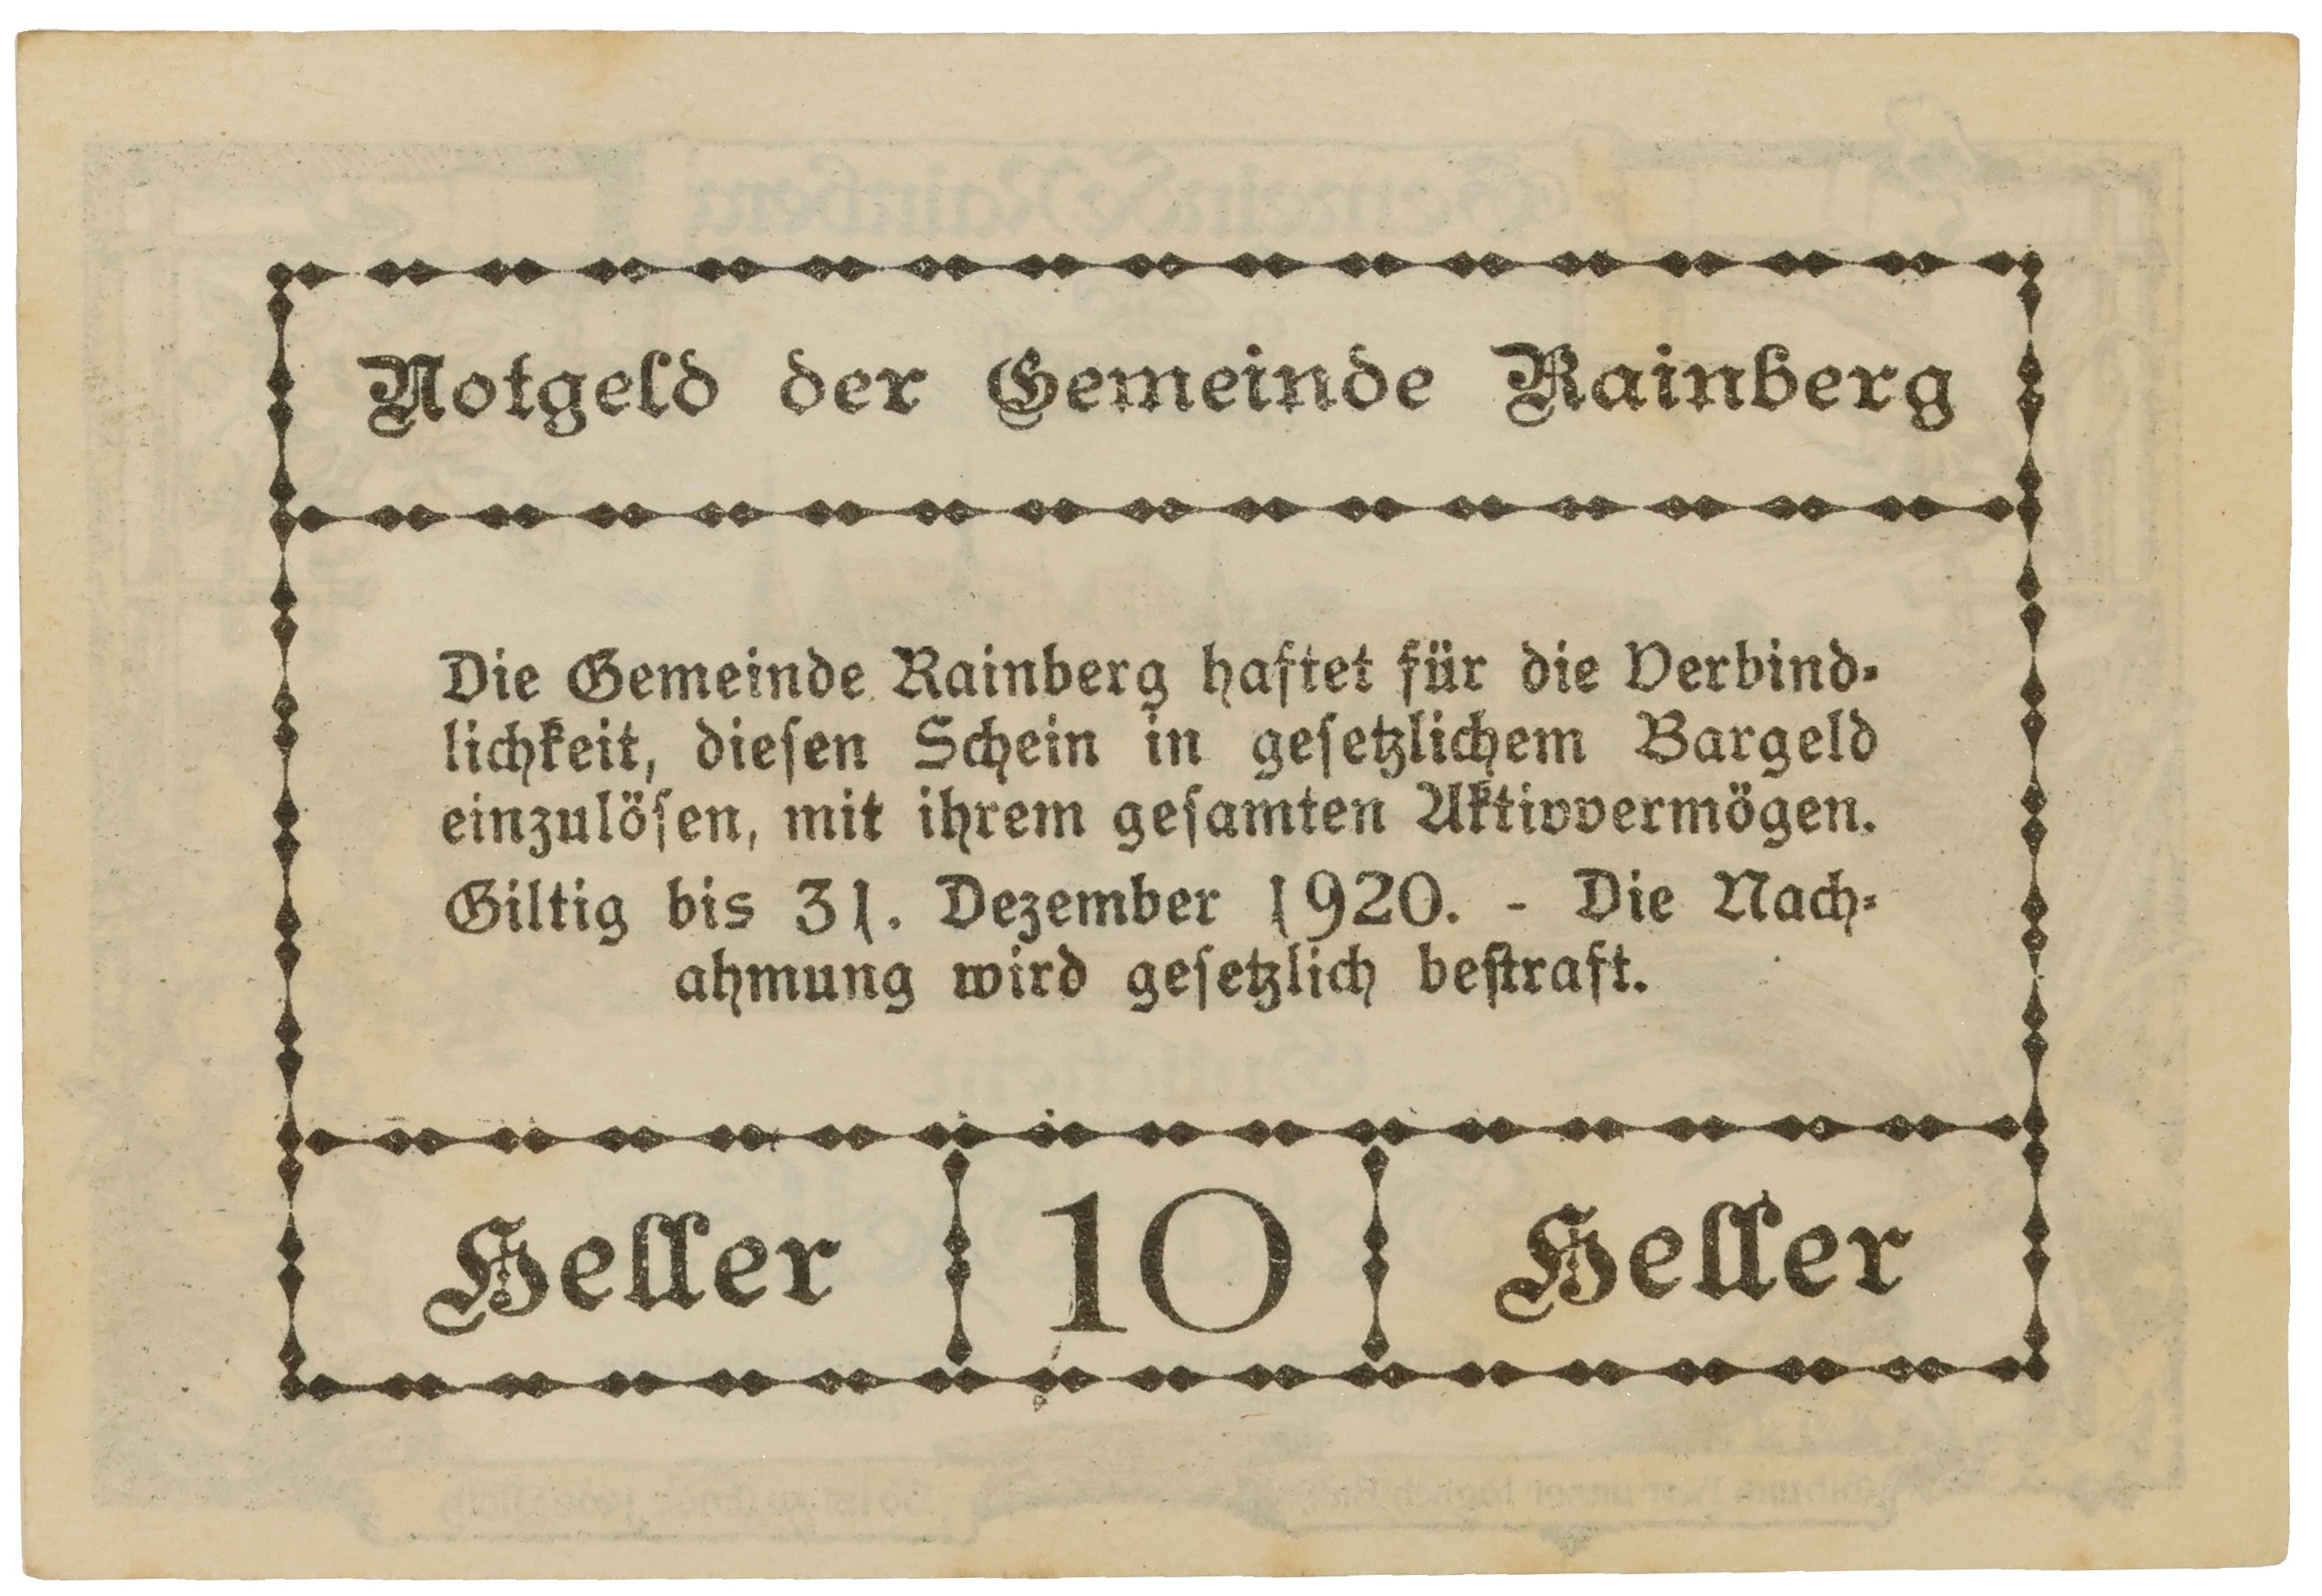 Notgeld der Gemeinde Rainberg
Die Gemeinde Rainberg haftet für die Verbind-
lichkeit, diesen Schein in gesetzlichem Bargeld
einzulösen, mit ihrem gesamten Aktivvermögen.
Giltig bis 31. Dezember 1920. - Die Nach-
ahmung wird gesetzlich bestraft.
Heller 10 Heller